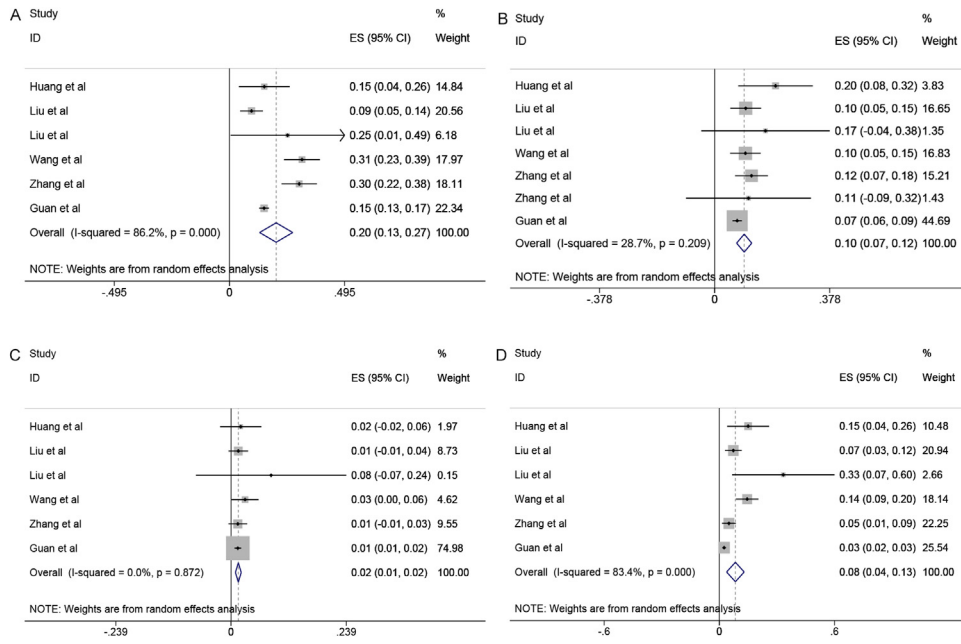 A Study %
ID ES (95% CI) Weight
Huang et al 0.15 (0.04, 0.26) 14.84
Liu et al 0.09 (0.05, 0.14) 20.56
Liu et al 0.25 (0.01, 0.49) 6.18
Wang et al 0.31 (0.23, 0.39) 17.97
Zhang et al 0.30 (0.22, 0.38) 18.11
Guan et al 0.15 (0.13, 0.17) 22.34
Overall (I-squared = 86.2%, p = 0.000) 0.20 (0.13, 0.27) 100.00
NOTE: Weights are from random effects analysis
-.495 0 .495
B Study %
ID ES (95% CI) Weight
Huang et al 0.20 (0.08, 0.32) 3.83
Liu et al 0.10 (0.05, 0.15) 16.65
Liu et al 0.17 (-0.04, 0.38) 1.35
Wang et al 0.10 (0.05, 0.15) 16.83
Zhang et al 0.12 (0.07, 0.18) 15.21
Zhang et al 0.11 (-0.09, 0.32) 1.43
Guan et al 0.07 (0.06, 0.09) 44.69
Overall (I-squared = 28.7%, p = 0.209) 0.10 (0.07, 0.12) 100.00
NOTE: Weights are from random effects analysis
-.378 0 .378
C Study %
ID ES (95% CI) Weight
Huang et al 0.02 (-0.02, 0.06) 1.97
Liu et al 0.01 (-0.01, 0.04) 8.73
Liu et al 0.08 (-0.07, 0.24) 0.15
Wang et al 0.03 (0.00, 0.06) 4.62
Zhang et al 0.01 (-0.01, 0.03) 9.55
Guan et al 0.01 (0.01, 0.02) 74.98
Overall (I-squared = 0.0%, p = 0.872) 0.02 (0.01, 0.02) 100.00
NOTE: Weights are from random effects analysis
-.239 0 .239
D Study %
ID ES (95% CI) Weight
Huang et al 0.15 (0.04, 0.26) 10.48
Liu et al 0.07 (0.03, 0.12) 20.94
Liu et al 0.33 (0.07, 0.60) 2.66
Wang et al 0.14 (0.09, 0.20) 18.14
Zhang et al 0.05 (0.01, 0.09) 22.25
Guan et al 0.03 (0.02, 0.03) 25.54
Overall (I-squared = 83.4%, p = 0.000) 0.08 (0.04, 0.13) 100.00
NOTE: Weights are from random effects analysis
-.6 0 .6